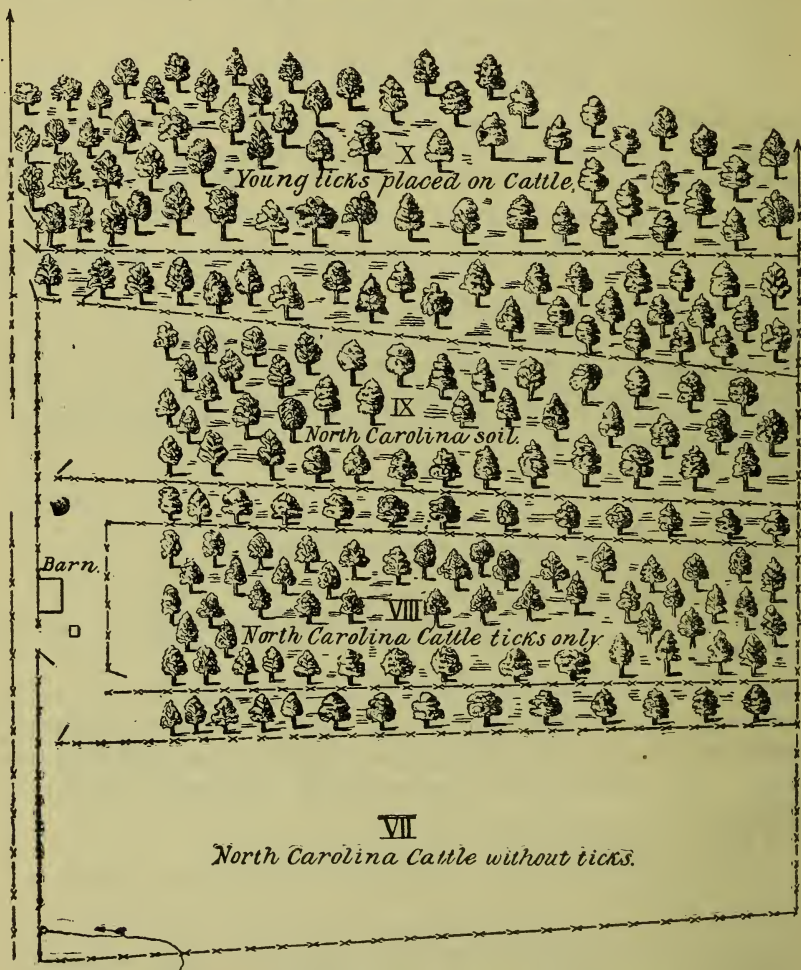 X
Young ticks placed on Cattle.
IX
North Carolina soil.
Barn.
VIII
North Carolina Cattle ticks only
VII
North Carolina Cattle without ticks.